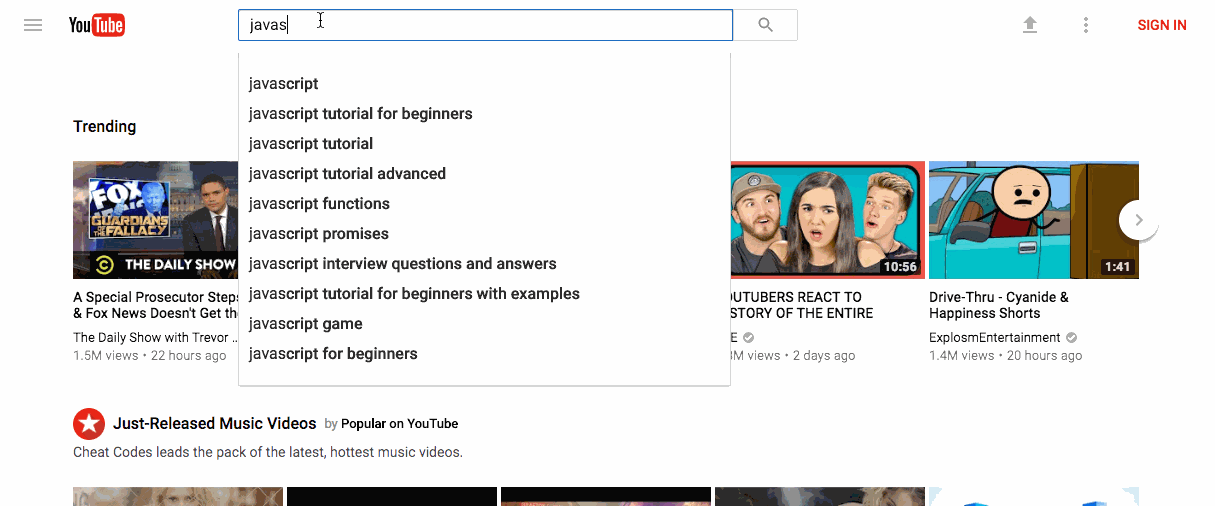 YouTube
javas
SIGN IN
javascript
javascript tutorial for beginners
javascript tutorial
javascript tutorial advanced
javascript functions
javascript promises
javascript interview questions and answers
javascript tutorial for beginners with examples
javascript game
javascript for beginners
Trending
FOX
GUARDIANS
OF THE FALLACY
THE DAILY SHOW
10:56
1:41
A Special Prosecutor Steps
& Fox News Doesn't Get the
The Daily Show with Trevor ...
1.5M views • 22 hours ago
OUTUBERS REACT TO
STORY OF THE ENTIRE
E
M views • 2 days ago
Drive-Thru - Cyanide &
Happiness Shorts
ExplosmEntertainment
1.4M views • 20 hours ago
Just-Released Music Videos by Popular on YouTube
Cheat Codes leads the pack of the latest, hottest music videos.